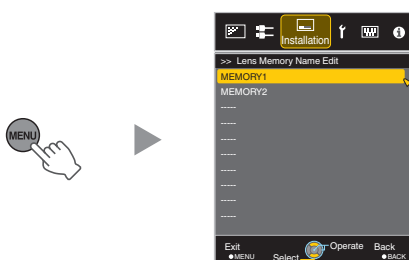 MENU
Installation
>> Lens Memory Name Edit
MEMORY1
MEMORY2
-----
-----
-----
-----
-----
-----
-----
-----
Exit
Operate
Back
●MENU
Select
●BACK